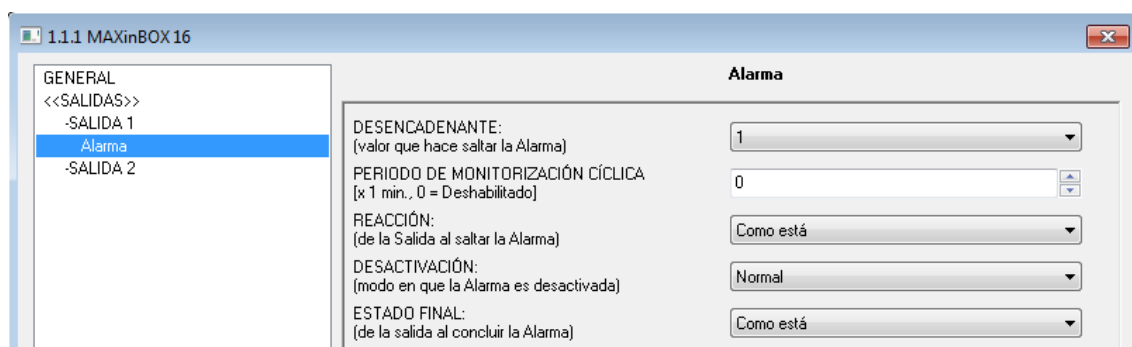 1.1.1 MAXinBOX 16
GENERAL
<<SALIDAS>>
-SALIDA 1
Alarma
-SALIDA 2
Alarma
DESENCADENANTE:
(valor que hace saltar la Alarma)
1
PERIODO DE MONITORIZACIÓN CÍCLICA
[x 1 min., 0 = Deshabilitado]
0
REACCIÓN:
(de la Salida al saltar la Alarma)
Como está
DESACTIVACIÓN:
(modo en que la Alarma es desactivada)
Normal
ESTADO FINAL:
(de la salida al concluir la Alarma)
Como está